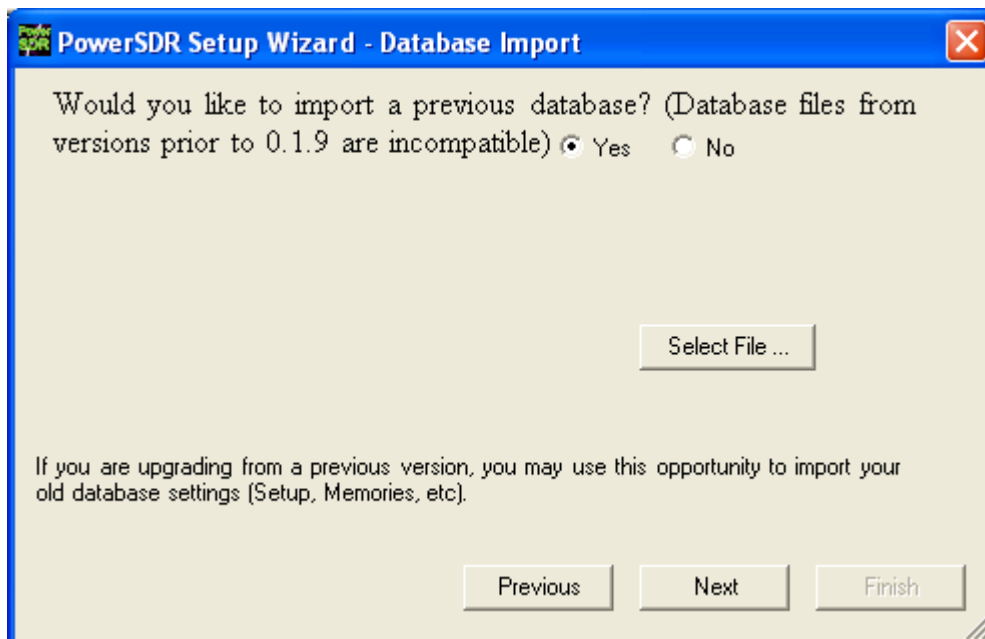 Power
SDR
PowerSDR Setup Wizard - Database Import
Would you like to import a previous database? (Database files from
versions prior to 0.1.9 are incompatible) Yes No
Select File ...
If you are upgrading from a previous version, you may use this opportunity to import your
old database settings (Setup, Memories, etc).
Previous Next Finish